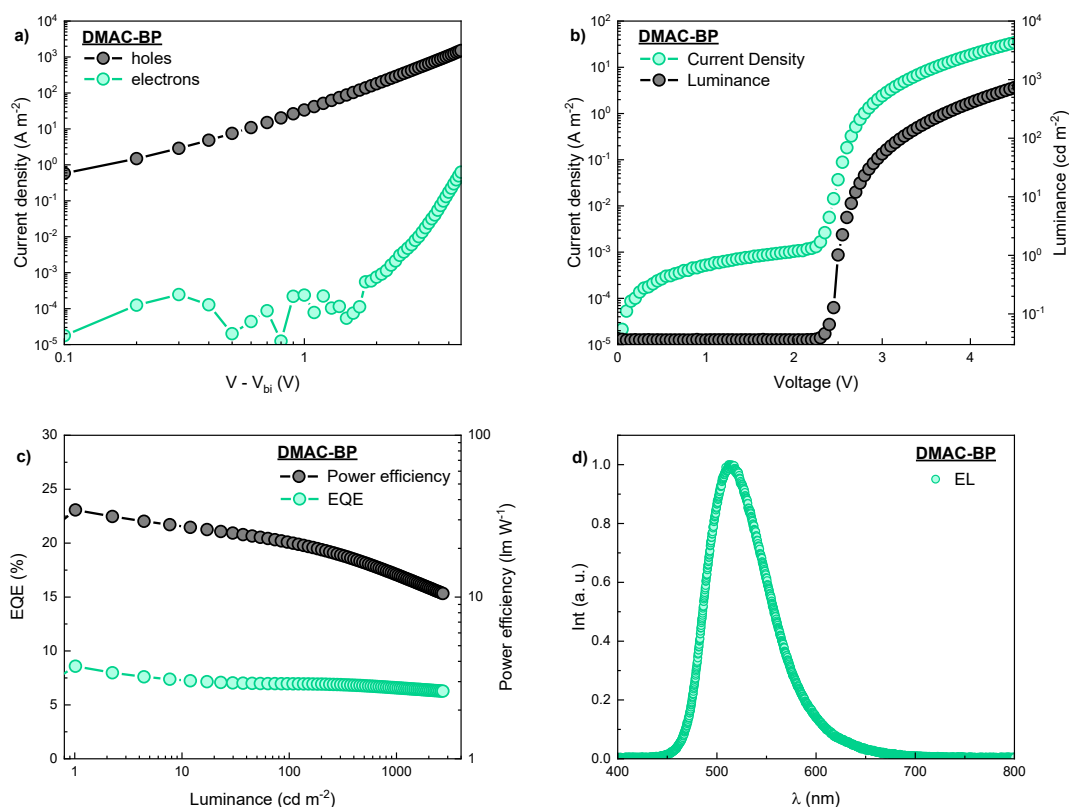 a)
DMAC-BP
holes
electrons
Current density (A m⁻²)
10⁴
10³
10²
10¹
10⁰
10⁻¹
10⁻²
10⁻³
10⁻⁴
10⁻⁵
0.1
1
V - V_bi (V)
b)
DMAC-BP
Current Density
Luminance
Current density (A m⁻²)
10²
10¹
10⁰
10⁻¹
10⁻²
10⁻³
10⁻⁴
10⁻⁵
0
1
2
3
4
Voltage (V)
10⁴
10³
10²
10¹
10⁰
10⁻¹
Luminance (cd m⁻²)
c)
DMAC-BP
Power efficiency
EQE
EQE (%)
30
25
20
15
10
5
0
1
10
100
1000
Luminance (cd m⁻²)
100
10
1
Power efficiency (lm W⁻¹)
d)
DMAC-BP
EL
Int (a. u.)
1.0
0.8
0.6
0.4
0.2
0.0
400
500
600
700
800
λ (nm)